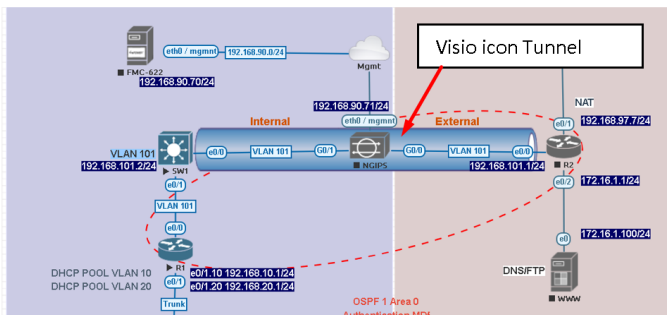 Visio icon Tunnel
eth0 / mgmnt
192.168.90.0/24
Mgmt
FMC-622
192.168.90.70/24
192.168.90.71/24
eth0 / mgmnt
NAT
e0/1
192.168.97.7/24
Internal
External
VLAN 101
192.168.101.2/24
SW1
e0/0
VLAN 101
G0/1
NGIPS
G0/0
VLAN 101
e0/0
192.168.101.1/24
R2
e0/1
VLAN 101
e0/0
e0/2
172.16.1.1/24
172.16.1.100/24
e0
R1
DHCP POOL VLAN 10
e0/1.10 192.168.10.1/24
DHCP POOL VLAN 20
e0/1
e0/1.20 192.168.20.1/24
DNS/FTP
WWW
Trunk
OSPF 1 Area 0